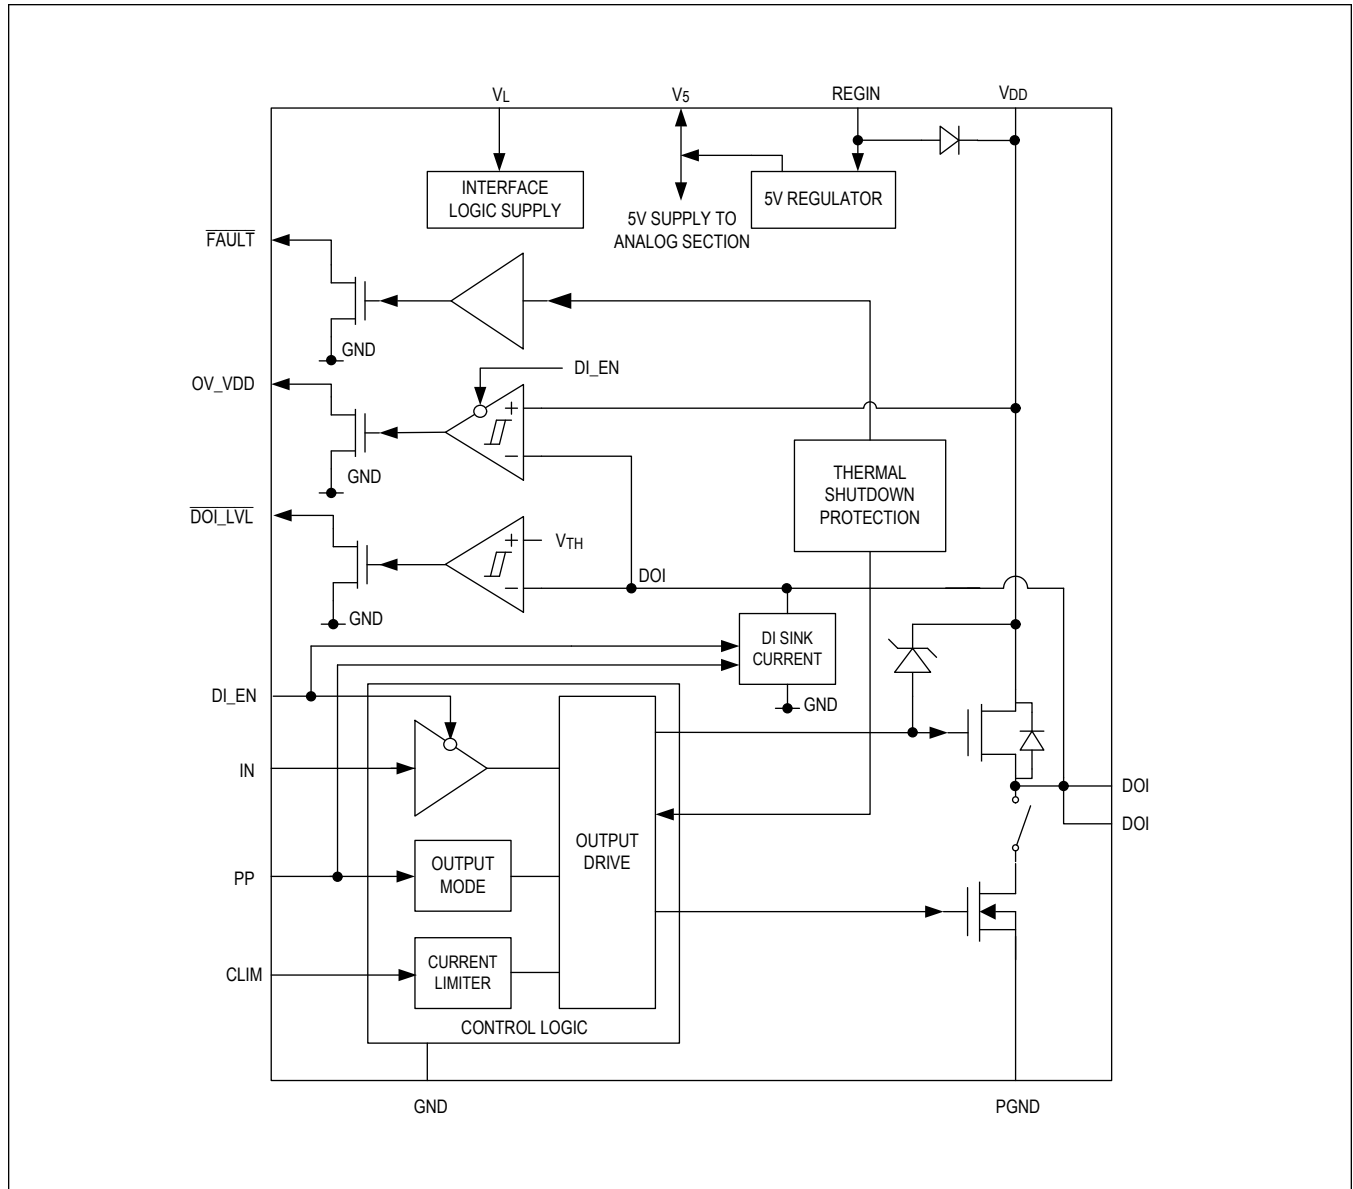 VL
V5
REGIN
VDD
INTERFACE
LOGIC SUPPLY
5V REGULATOR
5V SUPPLY TO
ANALOG SECTION
FAULT
GND
OV_VDD
DI_EN
+
−
GND
THERMAL
SHUTDOWN
PROTECTION
DOI_LVL
+
VTH
−
DOI
GND
DI SINK
CURRENT
GND
DI_EN
IN
DOI
DOI
OUTPUT
DRIVE
PP
OUTPUT
MODE
CLIM
CURRENT
LIMITER
CONTROL LOGIC
GND
PGND